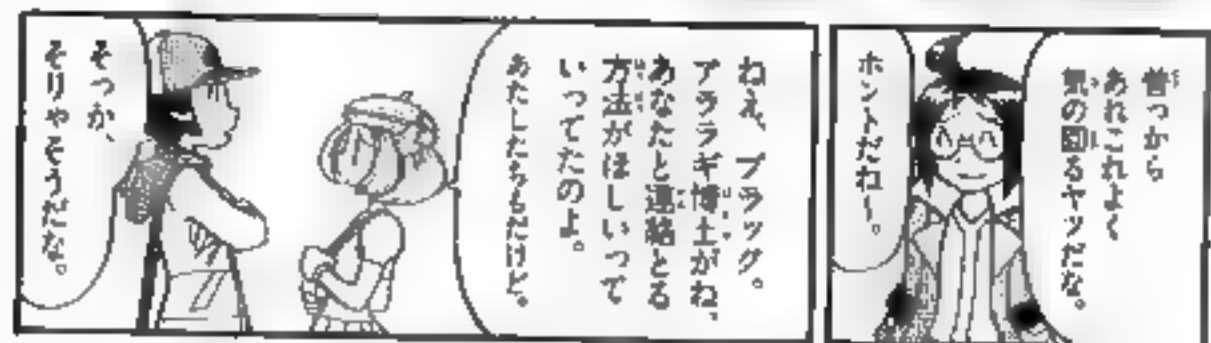 昔っから
あれこれよく
気の回るヤツだな。
ホントだねー。
ねえ、ブラック。
アララギ博士がね、
あなたと連絡とる
方法がほしいって
いってたのよ。
あたしたちもだけど。
そっか、
そりゃそうだな。